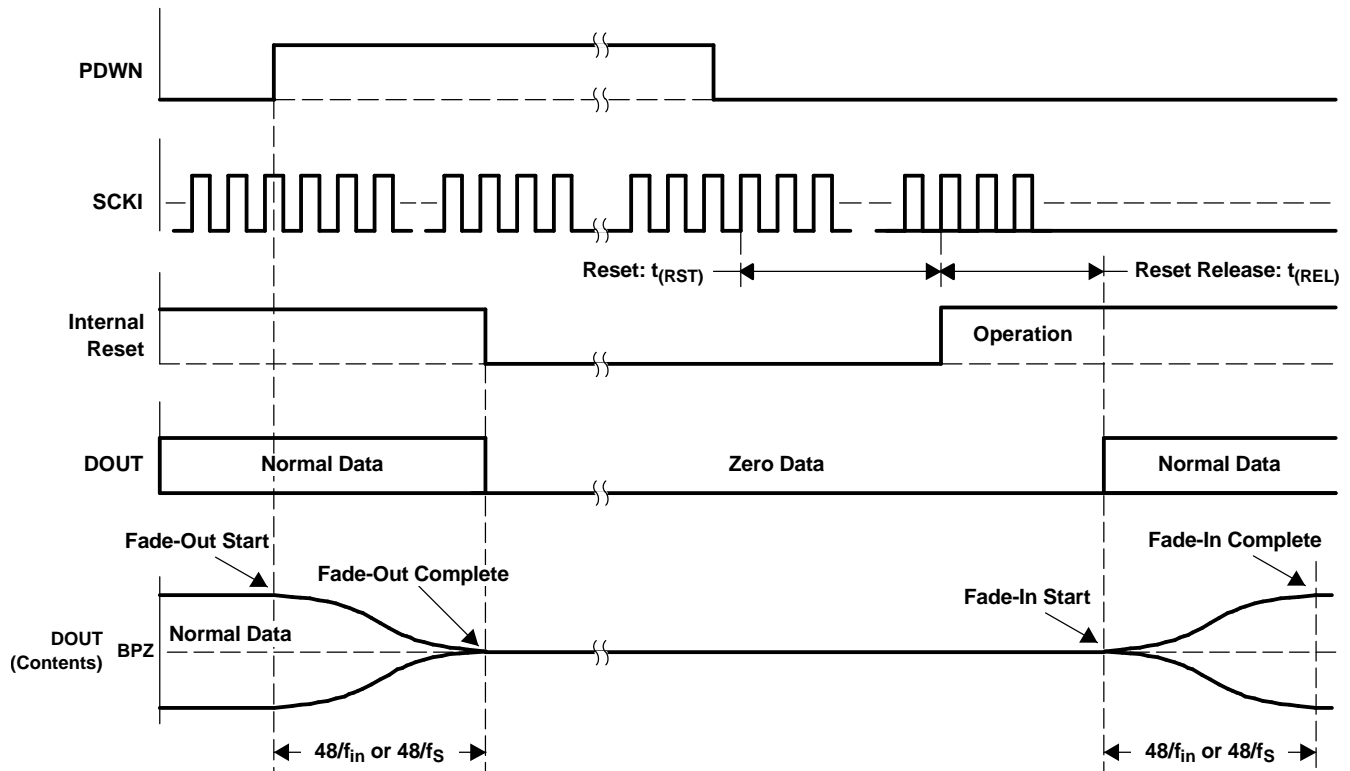 PDWN
SCKI
Reset: t(RST)
Reset Release: t(REL)
Internal
Reset
Operation
DOUT
Normal Data
Zero Data
Normal Data
Fade-Out Start
Fade-Out Complete
Fade-In Start
Fade-In Complete
DOUT
(Contents)
BPZ
Normal Data
48/fin or 48/fS
48/fin or 48/fS